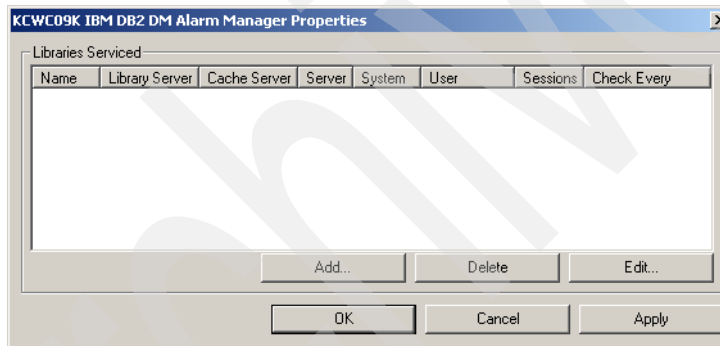 KCWC09K IBM DB2 DM Alarm Manager Properties
Libraries Serviced
Name Library Server Cache Server Server System User Sessions Check Every
Add... Delete Edit...
OK Cancel Apply